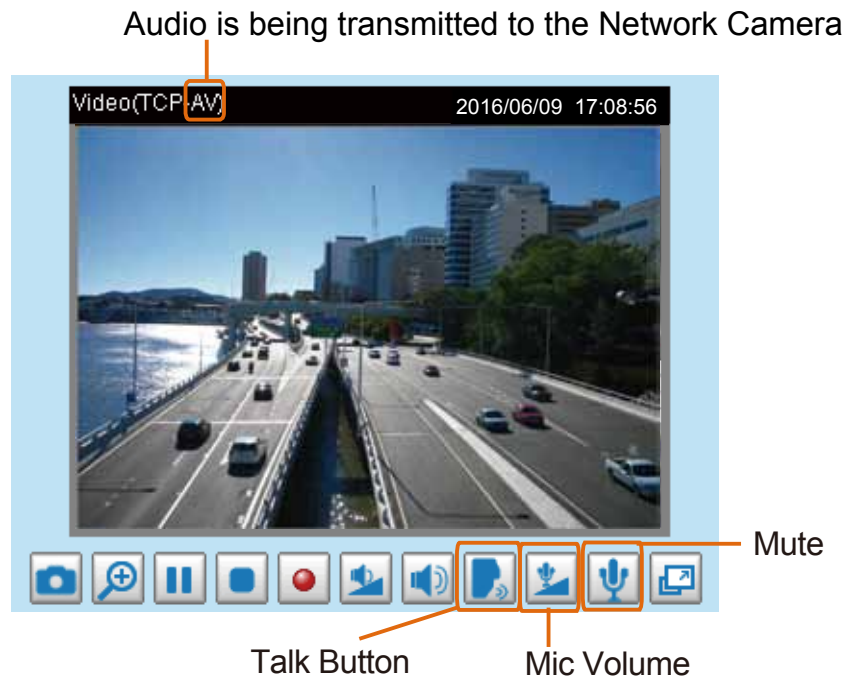 Audio is being transmitted to the Network Camera
Video(TCP-AV)
2016/06/09 17:08:56
Mute
Talk Button
Mic Volume